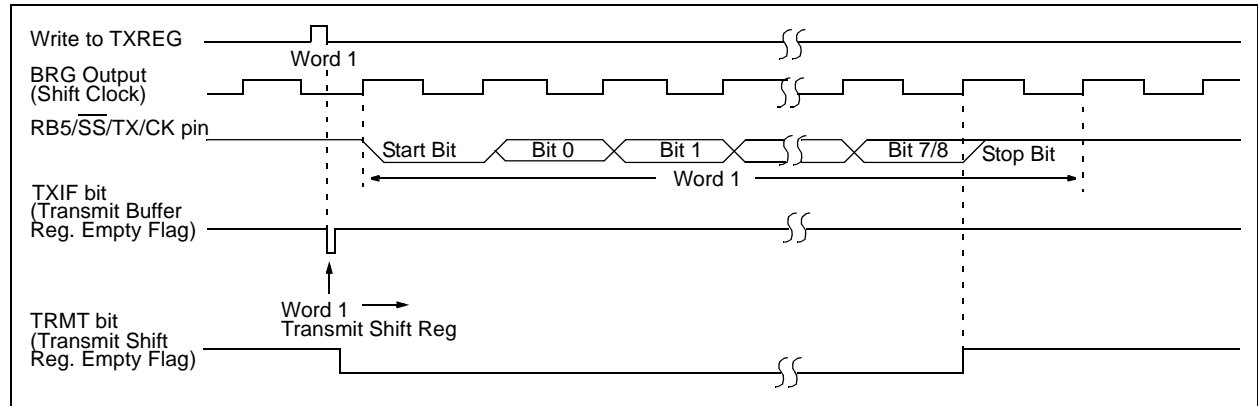 Write to TXREG
Word 1
BRG Output
(Shift Clock)
RB5/SS/TX/CK pin
Start Bit
Bit 0
Bit 1
Bit 7/8
Stop Bit
Word 1
TXIF bit
(Transmit Buffer
Reg. Empty Flag)
Word 1
Transmit Shift Reg
TRMT bit
(Transmit Shift
Reg. Empty Flag)